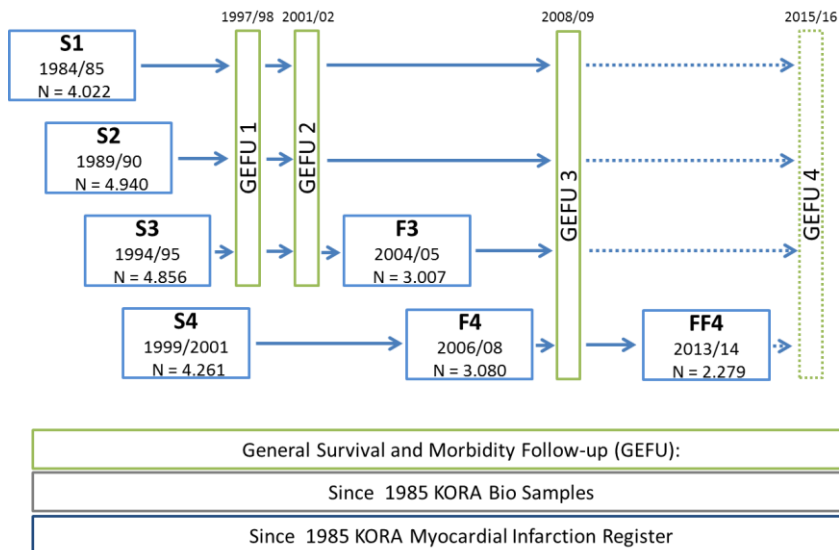 1997/98
2001/02
2008/09
2015/16
S1
1984/85
N = 4.022
S2
1989/90
N = 4.940
GEFU 1
GEFU 2
GEFU 3
GEFU 4
S3
1994/95
N = 4.856
F3
2004/05
N = 3.007
S4
1999/2001
N = 4.261
F4
2006/08
N = 3.080
FF4
2013/14
N = 2.279
General Survival and Morbidity Follow-up (GEFU):
Since 1985 KORA Bio Samples
Since 1985 KORA Myocardial Infarction Register